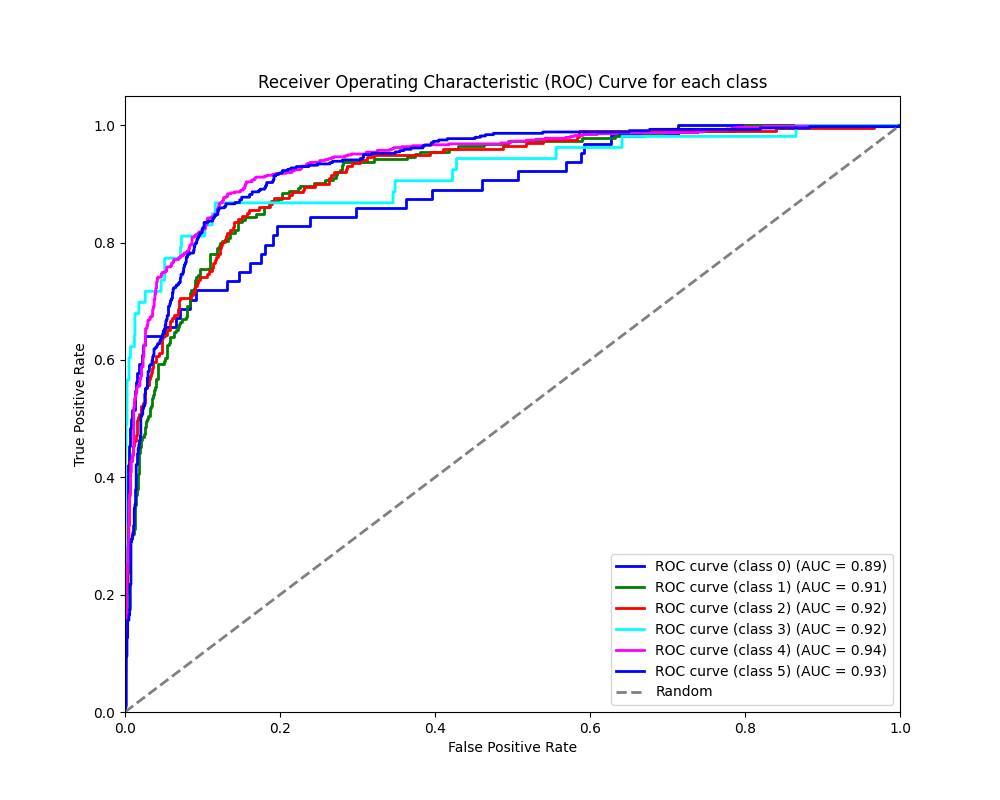 Receiver Operating Characteristic (ROC) Curve for each class
1.0
0.8
0.6
0.4
0.2
0.0
True Positive Rate
ROC curve (class 0) (AUC = 0.89)
ROC curve (class 1) (AUC = 0.91)
ROC curve (class 2) (AUC = 0.92)
ROC curve (class 3) (AUC = 0.92)
ROC curve (class 4) (AUC = 0.94)
ROC curve (class 5) (AUC = 0.93)
Random
0.0 0.2 0.4 0.6 0.8 1.0
False Positive Rate